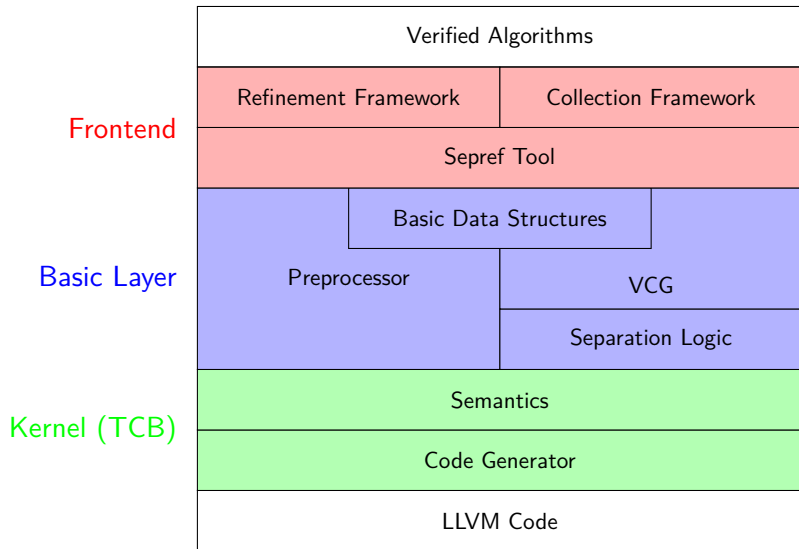 Verified Algorithms
Refinement Framework
Collection Framework
Frontend
Sepref Tool
Basic Data Structures
Basic Layer
Preprocessor
VCG
Separation Logic
Semantics
Kernel (TCB)
Code Generator
LLVM Code